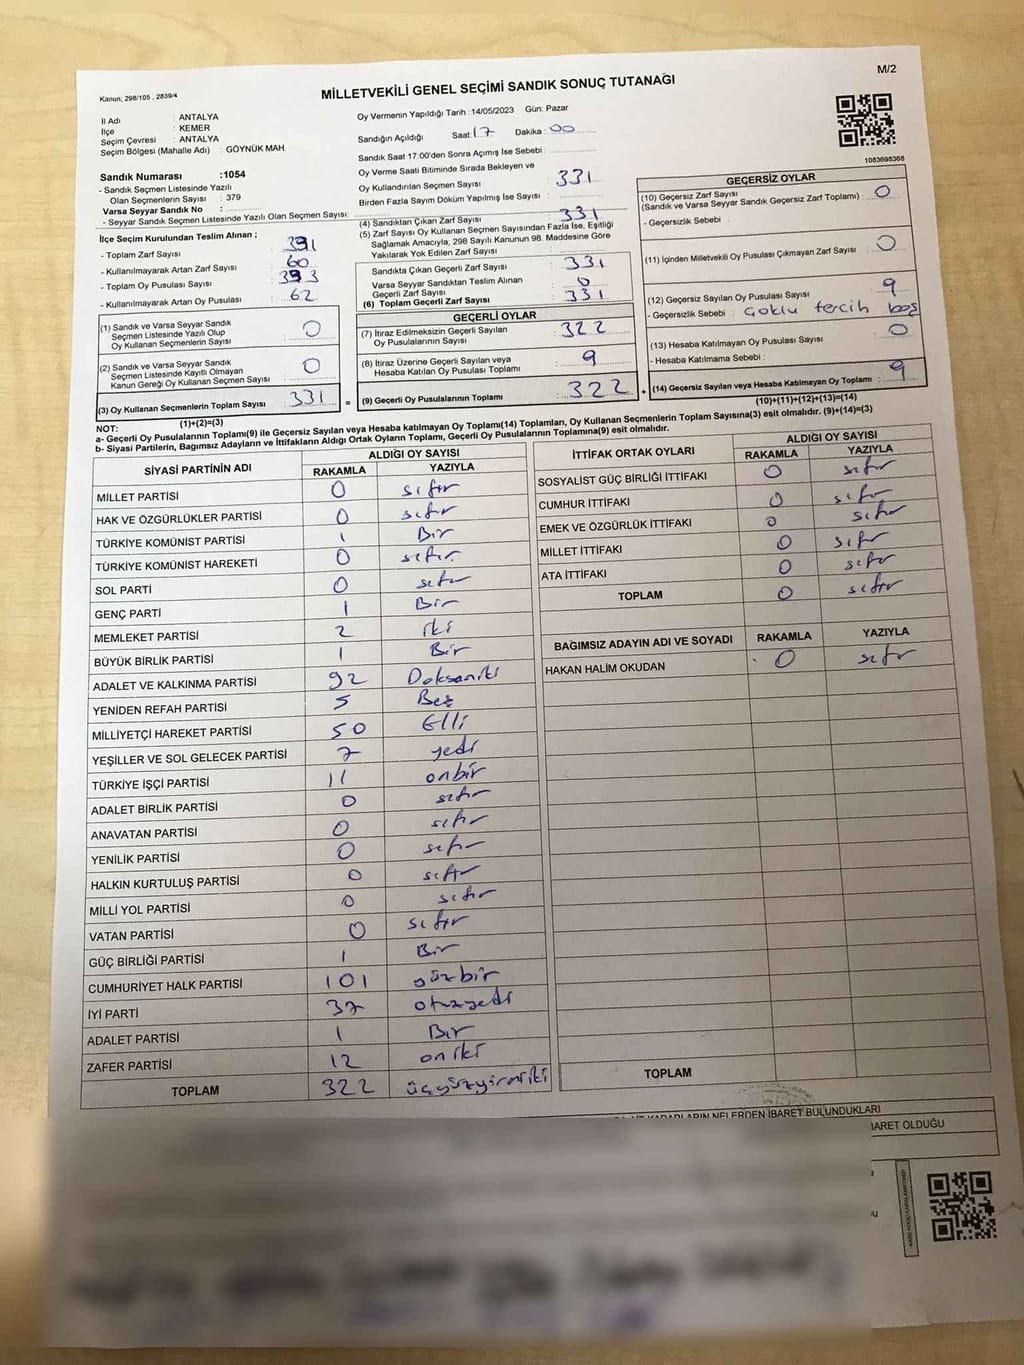 M/2
Kanun, 298/105 , 2839/4
MİLLETVEKİLİ GENEL SEÇİMİ SANDIK SONUÇ TUTANAĞI
İl Adı : ANTALYA
İlçe : KEMER
Seçim Çevresi : ANTALYA
Seçim Bölgesi (Mahalle Adı) : GÖYNÜK MAH.
Sandık Numarası :1054
- Sandık Seçmen Listesinde Yazılı
Olan Seçmenlerin Sayısı : 379
Varsa Seyyar Sandık No :
- Seyyar Sandık Seçmen Listesinde Yazılı Olan Seçmen Sayısı:
Oy Vermenin Yapıldığı Tarih :14/05/2023 Gün: Pazar
Sandığın Açıldığı Saat 17 Dakika : 00
Sandık Saat 17:00'den Sonra Açımış İse Sebebi :
Oy Verme Saati Bitiminde Sırada Bekleyen ve
Oy Kullandırılan Seçmen Sayısı : 331
Birden Fazla Sayım Döküm Yapılmış İse Sayısı :
(4) Sandıktan Çıkan Zarf Sayısı : 331
(5) Zarf Sayısı Oy Kullanan Seçmen Sayısından Fazla İse, Eşitliği
Sağlamak Amacıyla, 298 Sayılı Kanunun 98. Maddesine Göre
Yakılarak Yok Edilen Zarf Sayısı :
1083698368
İlçe Seçim Kurulundan Teslim Alınan ;
- Toplam Zarf Sayısı : 391
- Kullanılmayarak Artan Zarf Sayısı : 60
- Toplam Oy Pusulası Sayısı : 393
- Kullanılmayarak Artan Oy Pusulası : 62
Sandıkta Çıkan Geçerli Zarf Sayısı : 331
Varsa Seyyar Sandıktan Teslim Alınan
Geçerli Zarf Sayısı : 0
(6) Toplam Geçerli Zarf Sayısı : 331
(1) Sandık ve Varsa Seyyar Sandık
Seçmen Listesinde Yazılı Olup
Oy Kullanan Seçmenlerin Sayısı : 0
(2) Sandık ve Varsa Seyyar Sandık
Seçmen Listesinde Kayıtlı Olmayan
Kanun Gereği Oy Kullanan Seçmen Sayısı : 0
(3) Oy Kullanan Seçmenlerin Toplam Sayısı : 331
(1)+(2)=(3)
GEÇERLİ OYLAR
(7) İtiraz Edilmeksizin Geçerli Sayılan
Oy Pusulalarının Sayısı : 322
(8) İtiraz Üzerine Geçerli Sayılan veya
Hesaba Katılan Oy Pusulası Toplamı : 9
= (9) Geçerli Oy Pusulalarının Toplamı : 322 +
GEÇERSİZ OYLAR
(10) Geçersiz Zarf Sayısı
(Sandık ve Varsa Seyyar Sandık Geçersiz Zarf Toplamı) : 0
- Geçersizlik Sebebi :
(11) İçinden Milletvekili Oy Pusulası Çıkmayan Zarf Sayısı : 0
(12) Geçersiz Sayılan Oy Pusulası Sayısı : 9
- Geçersizlik Sebebi : Çoklu tercih boş
(13) Hesaba Katılmayan Oy Pusulası Sayısı : 0
- Hesaba Katılmama Sebebi :
(14) Geçersiz Sayılan veya Hesaba Katılmayan Oy Toplamı : 9
(10)+(11)+(12)+(13)=(14)
NOT:
a- Geçerli Oy Pusulalarının Toplamı(9) ile Geçersiz Sayılan veya Hesaba Katılmayan oy Toplamı(14) Toplamları, Oy Kullanan Seçmenlerin Toplam Sayısına(3) eşit olmalıdır. (9)+(14)=(3)
b- Siyasi Partilerin, Bağımsız Adayların ve İttifakların Aldığı Ortak Oyların Toplamı, Geçerli Oy Pusulalarının Toplamına(9) eşit olmalıdır.
SİYASİ PARTİNİN ADI ALDIĞI OY SAYISI
RAKAMLA YAZIYLA
MİLLET PARTİSİ 0 sıfır
HAK VE ÖZGÜRLÜKLER PARTİSİ 0 sıfır
TÜRKİYE KOMÜNİST PARTİSİ 1 Bir
TÜRKİYE KOMÜNİST HAREKETİ 0 sıfır
SOL PARTİ 0 sıfır
GENÇ PARTİ 1 Bir
MEMLEKET PARTİSİ 2 iki
BÜYÜK BİRLİK PARTİSİ 1 Bir
ADALET VE KALKINMA PARTİSİ 92 Doksaniki
YENİDEN REFAH PARTİSİ 5 Beş
MİLLİYETÇİ HAREKET PARTİSİ 50 Elli
YEŞİLLER VE SOL GELECEK PARTİSİ 7 yedi
TÜRKİYE İŞÇİ PARTİSİ 11 onbir
ADALET BİRLİK PARTİSİ 0 sıfır
ANAVATAN PARTİSİ 0 sıfır
YENİLİK PARTİSİ 0 sıfır
HALKIN KURTULUŞ PARTİSİ 0 sıfır
MİLLİ YOL PARTİSİ 0 sıfır
VATAN PARTİSİ 0 sıfır
GÜÇ BİRLİĞİ PARTİSİ 1 Bir
CUMHURİYET HALK PARTİSİ 101 yüzbir
İYİ PARTİ 37 otuzyedi
ADALET PARTİSİ 1 Bir
ZAFER PARTİSİ 12 oniki
TOPLAM 322 üçyüzyirmiiki
İTTİFAK ORTAK OYLARI ALDIĞI OY SAYISI
RAKAMLA YAZIYLA
SOSYALİST GÜÇ BİRLİĞİ İTTİFAKI 0 sıfır
CUMHUR İTTİFAKI 0 sıfır
EMEK VE ÖZGÜRLÜK İTTİFAKI 0 sıfır
MİLLET İTTİFAKI 0 sıfır
ATA İTTİFAKI 0 sıfır
TOPLAM 0 sıfır
BAĞIMSIZ ADAYIN ADI VE SOYADI RAKAMLA YAZIYLA
HAKAN HALİM OKUDAN 0 sıfır
TOPLAM
KARARLARIN NELERDEN İBARET BULUNDUKLARI
İBARET OLDUĞU